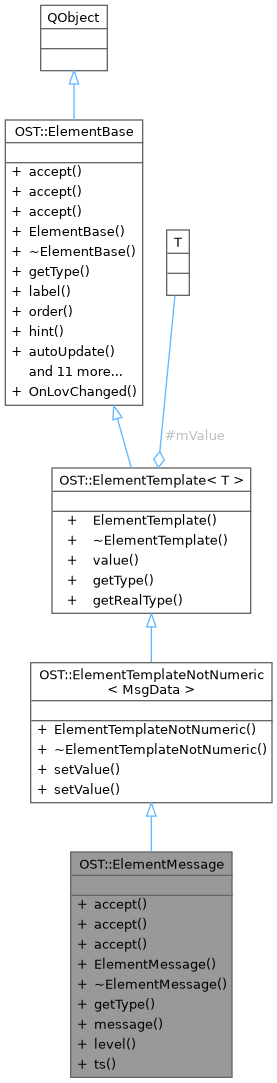 QObject
OST::ElementBase
+ accept()
+ accept()
+ accept()
+ ElementBase()
+ ~ElementBase()
+ getType()
+ label()
+ order()
+ hint()
+ autoUpdate()
and 11 more...
+ OnLovChanged()
T
#mValue
OST::ElementTemplate< T >
+ ElementTemplate()
+ ~ElementTemplate()
+ value()
+ getType()
+ getRealType()
OST::ElementTemplateNotNumeric
< MsgData >
+ ElementTemplateNotNumeric()
+ ~ElementTemplateNotNumeric()
+ setValue()
+ setValue()
OST::ElementMessage
+ accept()
+ accept()
+ accept()
+ ElementMessage()
+ ~ElementMessage()
+ getType()
+ message()
+ level()
+ ts()